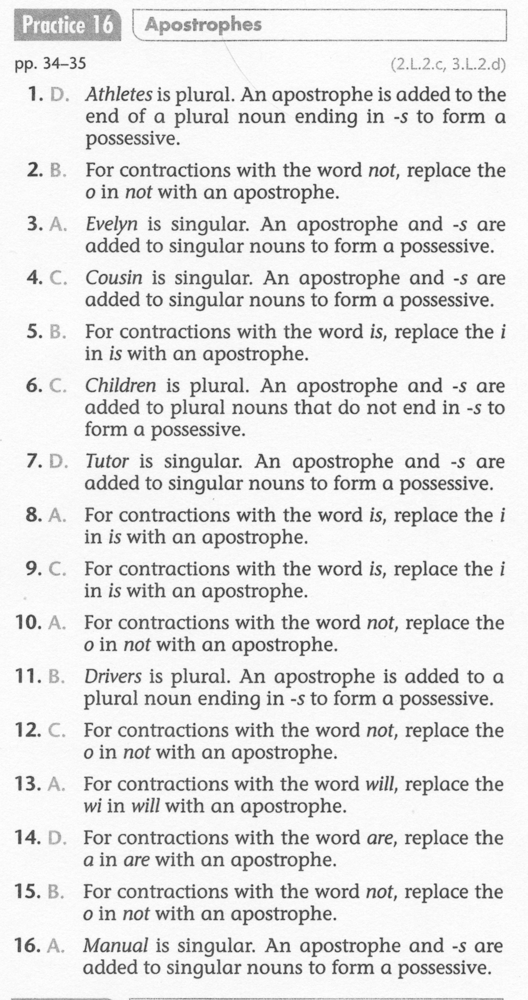 Practice 16 Apostrophes
pp. 34–35 (2.L.2.c, 3.L.2.d)
1. D. Athletes is plural. An apostrophe is added to the
end of a plural noun ending in -s to form a
possessive.
2. B. For contractions with the word not, replace the
o in not with an apostrophe.
3. A. Evelyn is singular. An apostrophe and -s are
added to singular nouns to form a possessive.
4. C. Cousin is singular. An apostrophe and -s are
added to singular nouns to form a possessive.
5. B. For contractions with the word is, replace the i
in is with an apostrophe.
6. C. Children is plural. An apostrophe and -s are
added to plural nouns that do not end in -s to
form a possessive.
7. D. Tutor is singular. An apostrophe and -s are
added to singular nouns to form a possessive.
8. A. For contractions with the word is, replace the i
in is with an apostrophe.
9. C. For contractions with the word is, replace the i
in is with an apostrophe.
10. A. For contractions with the word not, replace the
o in not with an apostrophe.
11. B. Drivers is plural. An apostrophe is added to a
plural noun ending in -s to form a possessive.
12. C. For contractions with the word not, replace the
o in not with an apostrophe.
13. A. For contractions with the word will, replace the
wi in will with an apostrophe.
14. D. For contractions with the word are, replace the
a in are with an apostrophe.
15. B. For contractions with the word not, replace the
o in not with an apostrophe.
16. A. Manual is singular. An apostrophe and -s are
added to singular nouns to form a possessive.